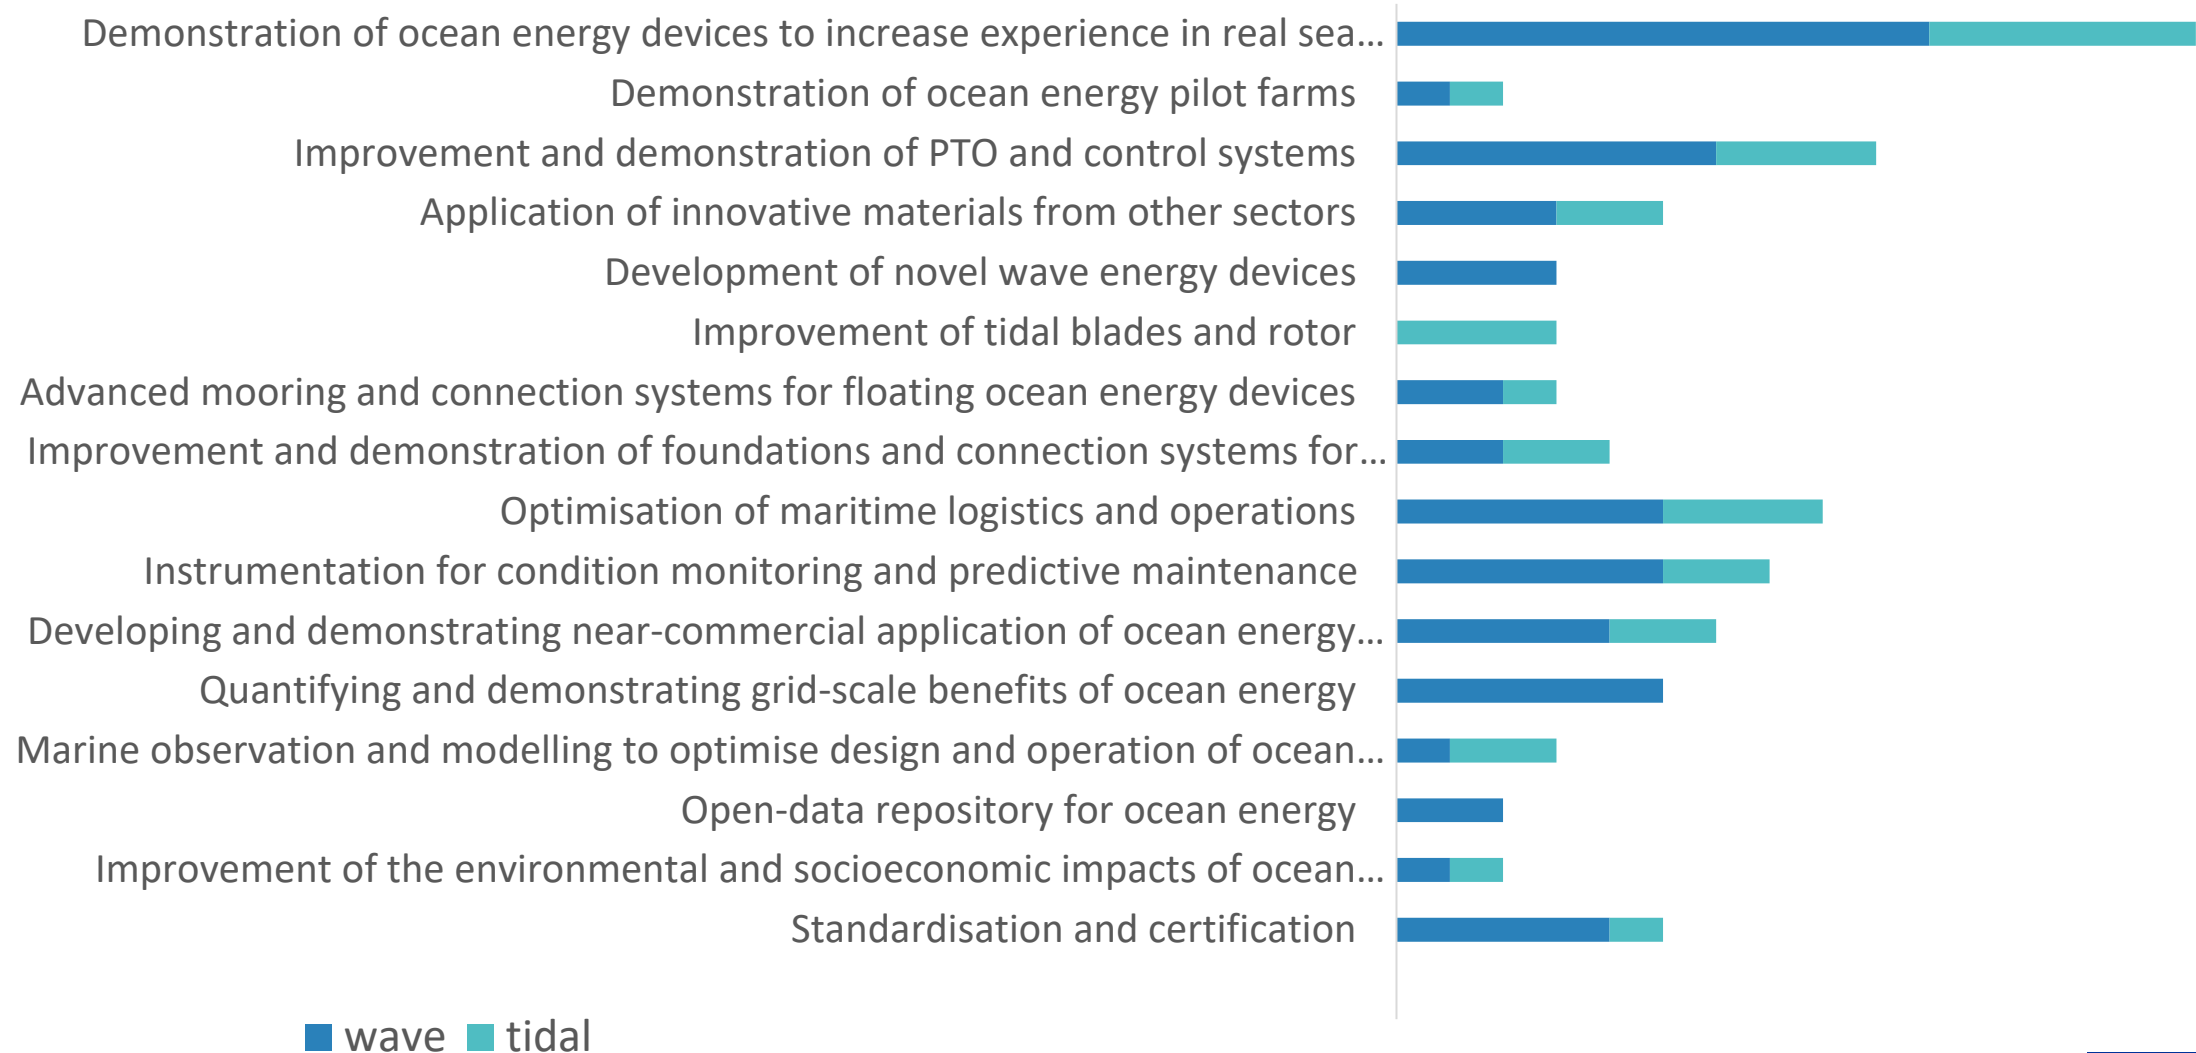 Demonstration of ocean energy devices to increase experience in real sea…
Demonstration of ocean energy pilot farms
Improvement and demonstration of PTO and control systems
Application of innovative materials from other sectors
Development of novel wave energy devices
Improvement of tidal blades and rotor
Advanced mooring and connection systems for floating ocean energy devices
Improvement and demonstration of foundations and connection systems for…
Optimisation of maritime logistics and operations
Instrumentation for condition monitoring and predictive maintenance
Developing and demonstrating near-commercial application of ocean energy…
Quantifying and demonstrating grid-scale benefits of ocean energy
Marine observation and modelling to optimise design and operation of ocean…
Open-data repository for ocean energy
Improvement of the environmental and socioeconomic impacts of ocean…
Standardisation and certification
wave tidal